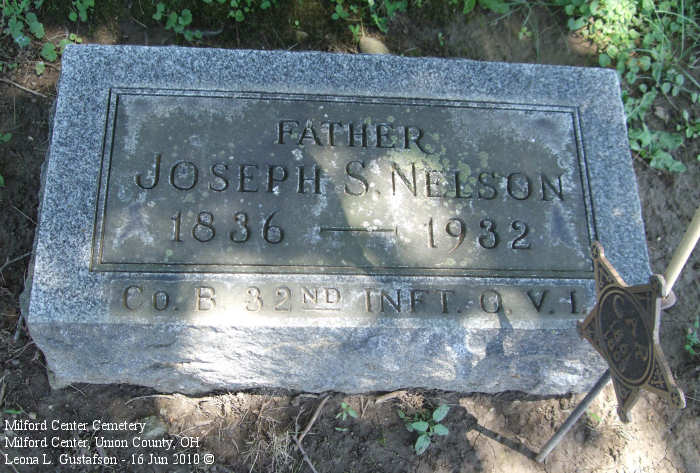 FATHER
JOSEPH S. NELSON
1836 — 1932
CO. B. 32ND INFT. O. V. I.
Milford Center Cemetery
Milford Center, Union County, OH
Leona L. Gustafson - 16 Jun 2010 ©